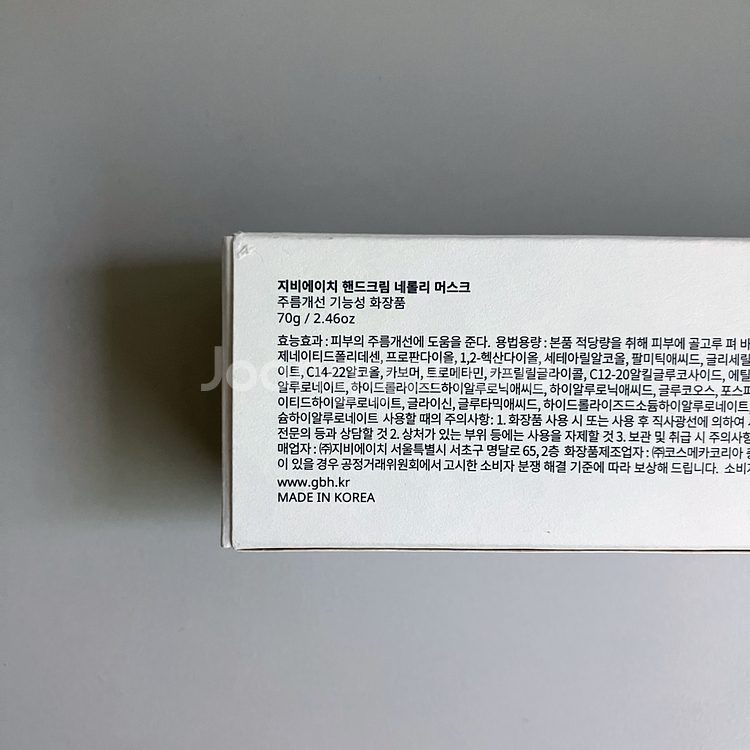 지비에이치 핸드크림 네롤리 머스크
주름개선 기능성 화장품
70g / 2.46oz
효능효과 : 피부의 주름개선에 도움을 준다. 용법용량 : 본품 적당량을 취해 피부에 골고루 펴 바
제네이티드폴리데센, 프로판다이올, 1,2-헥산다이올, 세테아릴알코올, 팔미틱애씨드, 글리세릴
이트, C14-22알코올, 카보머, 트로메타민, 카프릴릴글라이콜, C12-20알킬글루코사이드, 에틸
알루로네이트, 하이드롤라이즈드하이알루로닉애씨드, 하이알루로닉애씨드, 글루코오스, 포스피
이티드하이알루로네이트, 글라이신, 글루타믹애씨드, 하이드롤라이즈드소듐하이알루로네이트
슘하이알루로네이트 사용할 때의 주의사항 : 1. 화장품 사용 시 또는 사용 후 직사광선에 의하여
전문의 등과 상담할 것 2. 상처가 있는 부위 등에는 사용을 자제할 것 3. 보관 및 취급 시 주의사항
매업자 : ㈜지비에이치 서울특별시 서초구 명달로 65, 2층 화장품제조업자 : ㈜코스메카코리아
이 있을 경우 공정거래위원회에서 고시한 소비자 분쟁 해결 기준에 따라 보상해 드립니다. 소비자
www.gbh.kr
MADE IN KOREA